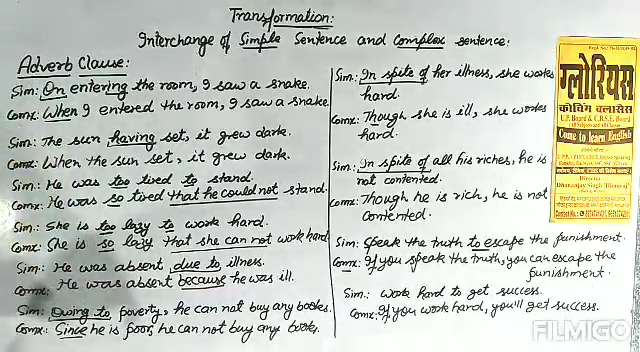 Transformation:
Interchange of Simple Sentence and Complex sentence:
Adverb Clause:
Sim: On entering the room, I saw a snake.
Comx: When I entered the room, I saw a snake.
Sim: The sun having set, it grew dark.
Comx: When the sun set, it grew dark.
Sim: He was too tired to stand.
Comx: He was so tired that he could not stand.
Sim: She is too lazy to work hard.
Comx: She is so lazy that she can not work hard
Sim: He was absent due to illness.
Comx: He was absent because he was ill.
Sim: Owing to poverty, he can not buy any books.
Comx: Since he is poor, he can not buy any books.
Sim: In spite of her illness, she works
hard.
Comx: Though she is ill, she works
hard.
Sim: In spite of all his riches, he is
not contented.
Comx: Though he is rich, he is not
contented.
Sim: Speak the truth to escape the punishment.
Comx: If you speak the truth, you can escape the
punishment.
Sim: work hard to get success.
Comx: If you work hard, you'll get success.
ग्लोरियस
कोचिंग क्लासेस
U.P. Board & C.B.S.E. Board
Come to learn English
Dhananjay Singh
FILMIGO